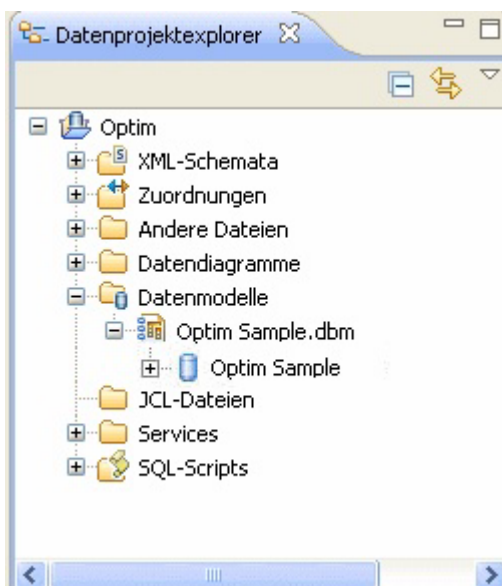 Datenprojektexplorer
Optim
XML-Schemata
Zuordnungen
Andere Dateien
Datendiagramme
Datenmodelle
Optim Sample.dbm
Optim Sample
JCL-Dateien
Services
SQL-Scripts